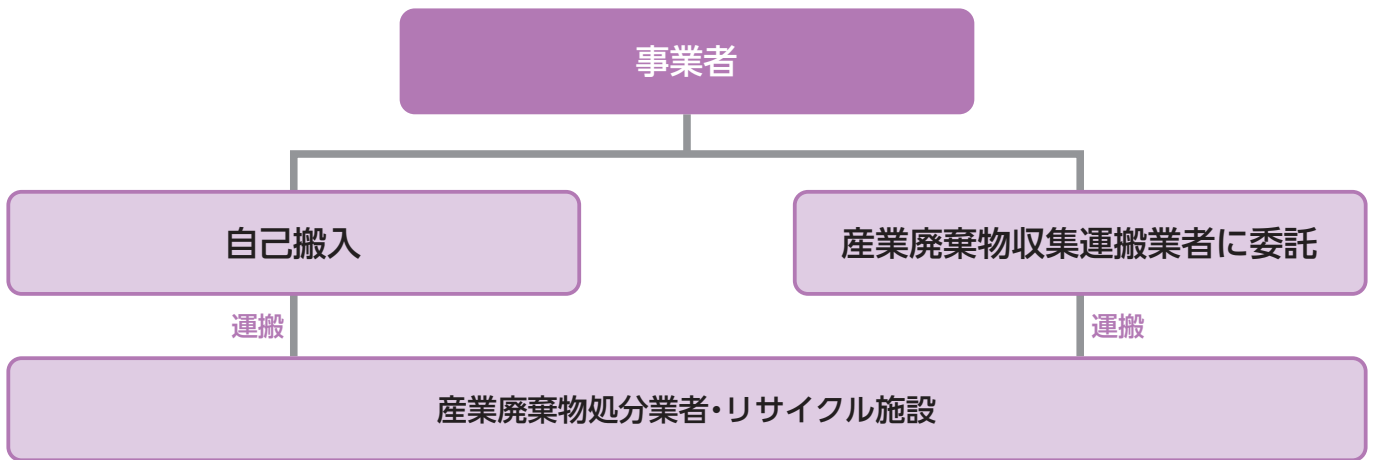 事業者
自己搬入
産業廃棄物収集運搬業者に委託
運搬
運搬
産業廃棄物処分業者・リサイクル施設